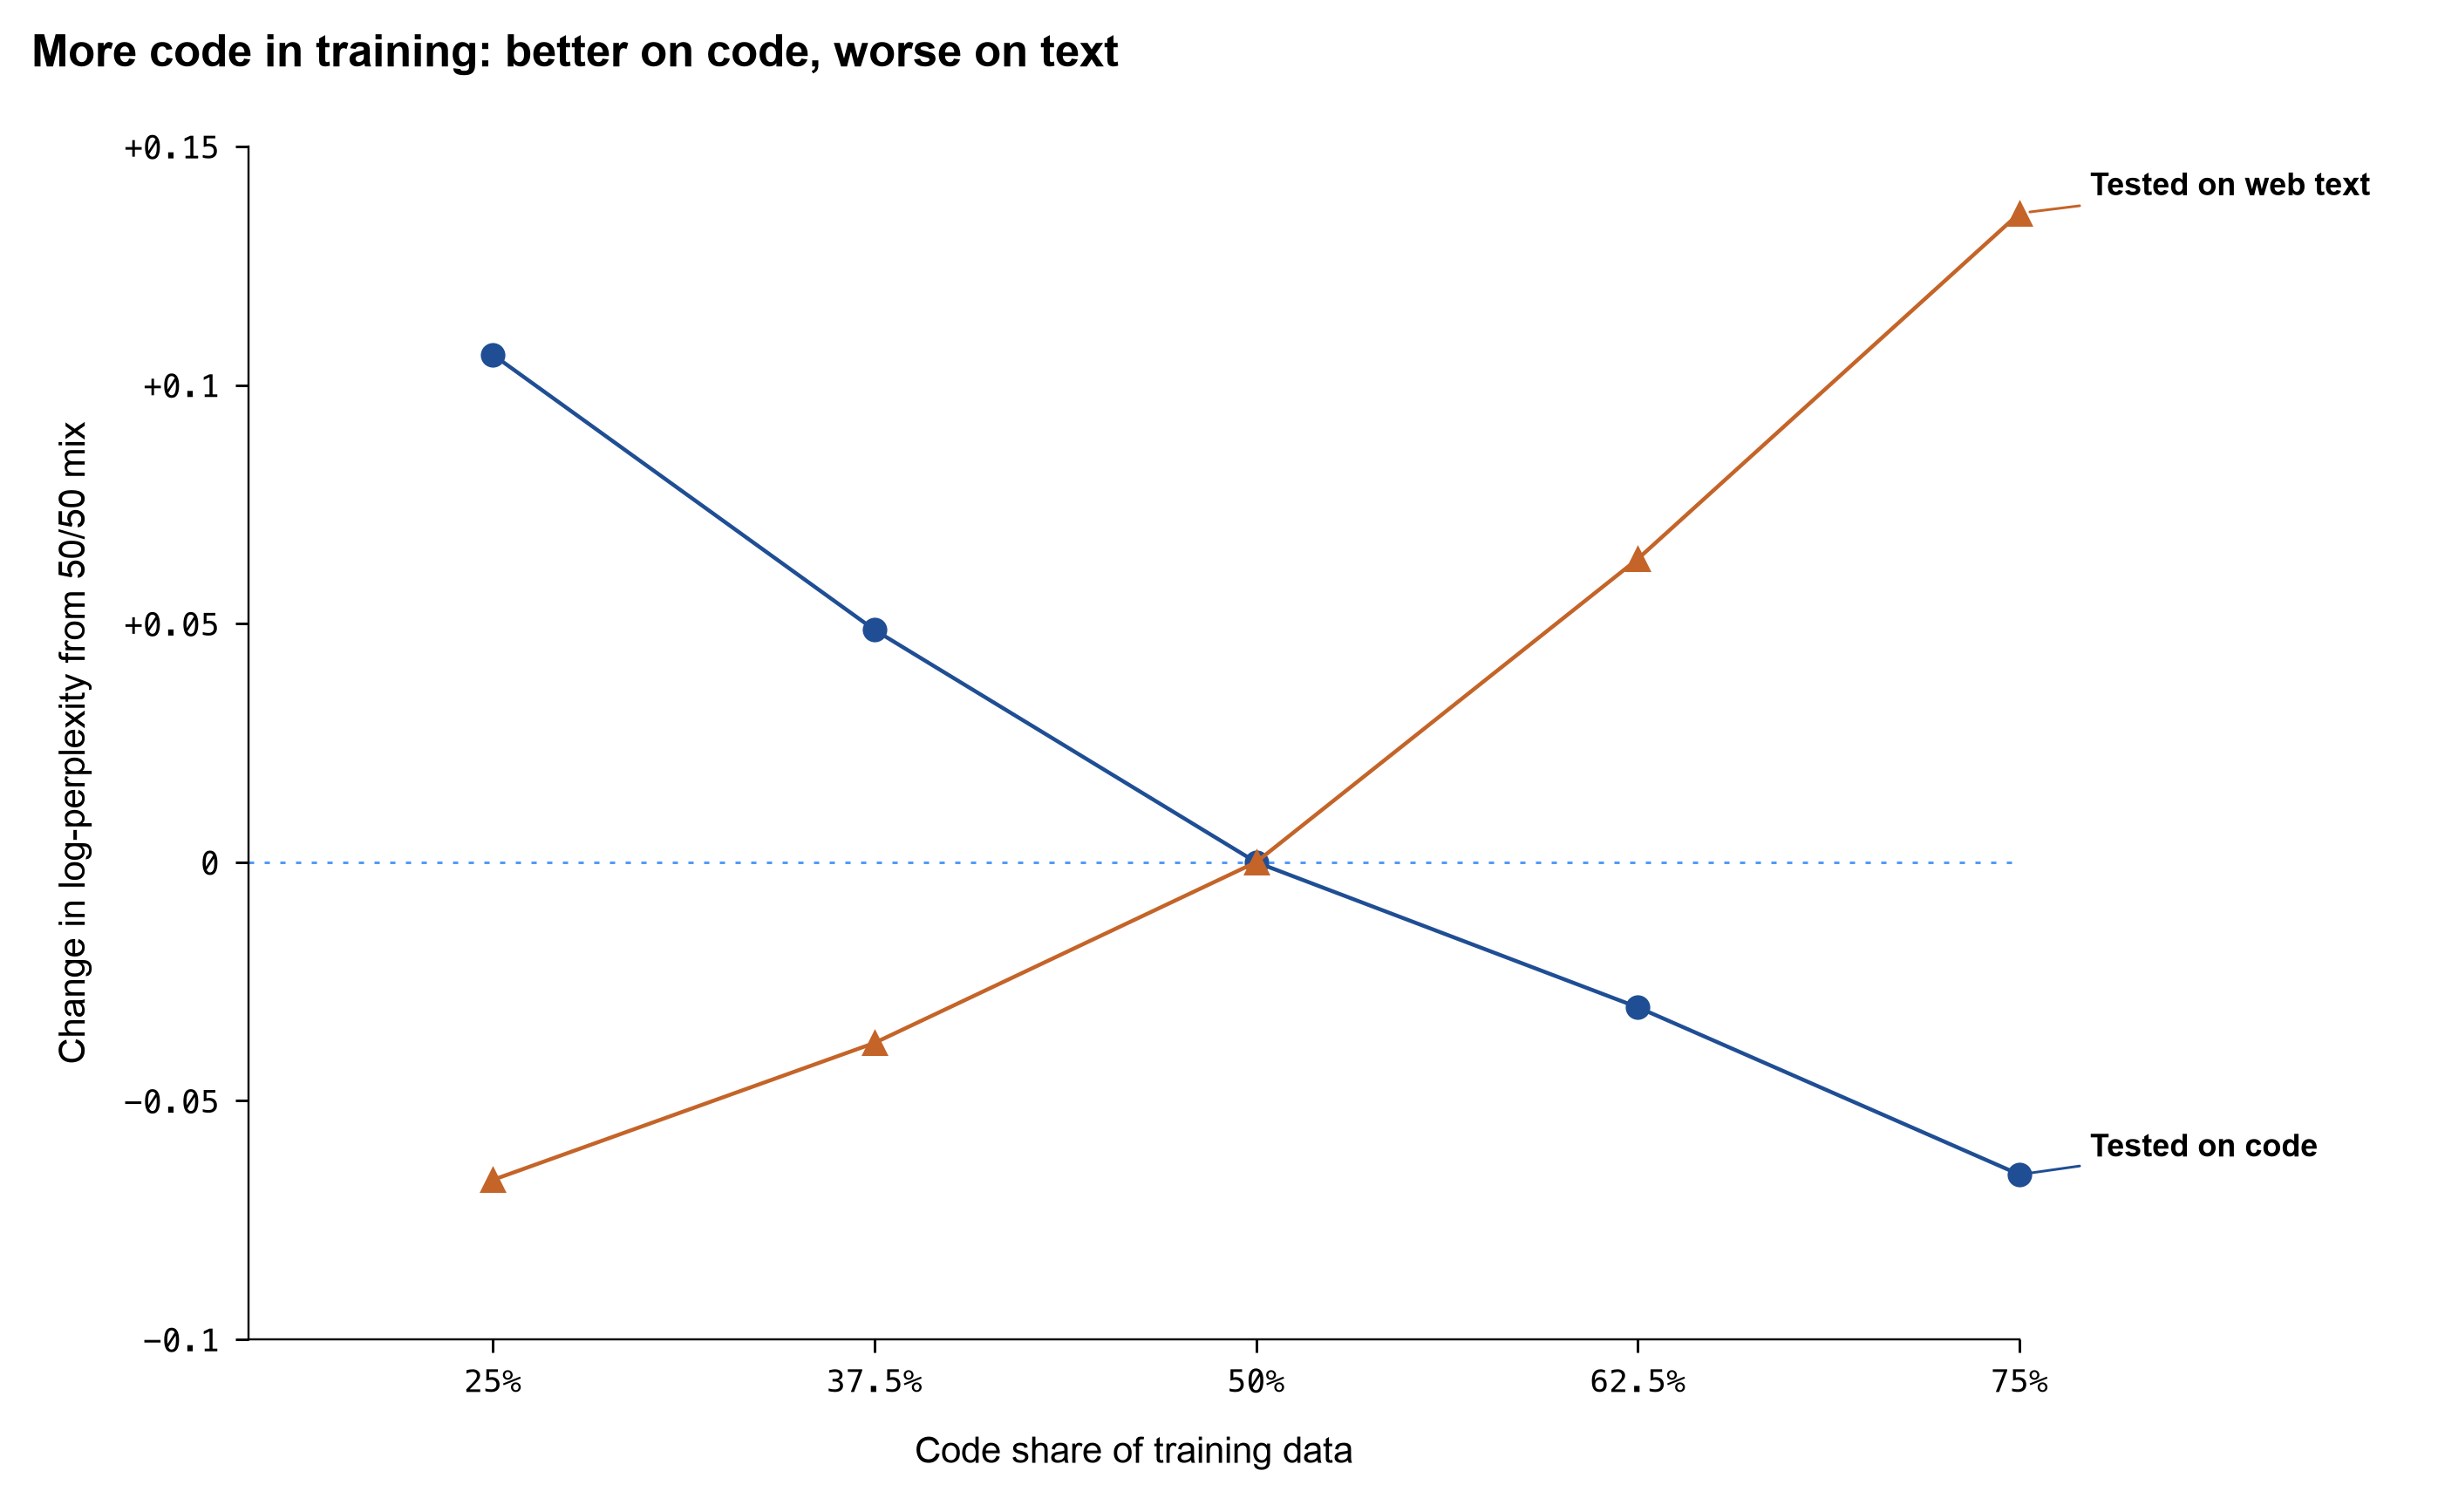 More code in training: better on code, worse on text
+0.15
+0.1
+0.05
0
−0.05
−0.1
Change in log-perplexity from 50/50 mix
Tested on web text
Tested on code
25%
37.5%
50%
62.5%
75%
Code share of training data